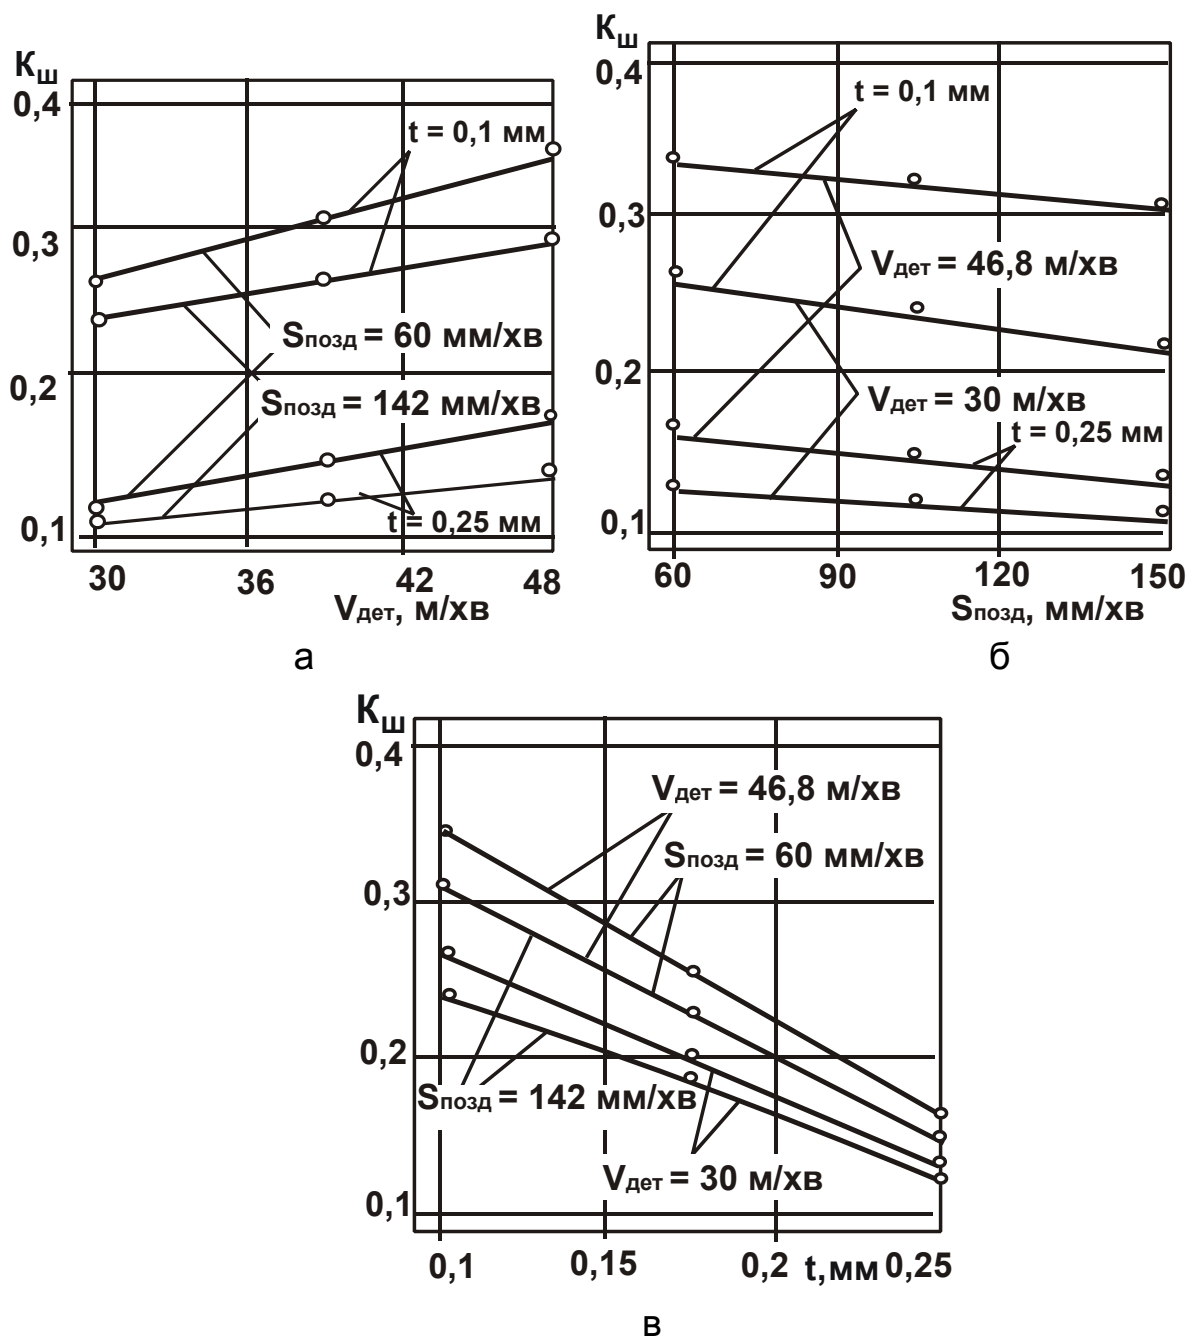 Кш
0,4
t = 0,1 мм
0,3
Sпозд = 60 мм/хв
0,2
Sпозд = 142 мм/хв
t = 0,25 мм
0,1
30 36 42 48
Vдет, м/хв
а
Кш
0,4
t = 0,1 мм
0,3
Vдет = 46,8 м/хв
0,2
Vдет = 30 м/хв
t = 0,25 мм
0,1
60 90 120 150
Sпозд, мм/хв
б
Кш
0,4
Vдет = 46,8 м/хв
Sпозд = 60 мм/хв
0,3
0,2
Sпозд = 142 мм/хв
Vдет = 30 м/хв
0,1
0,1 0,15 0,2 t,мм 0,25
в